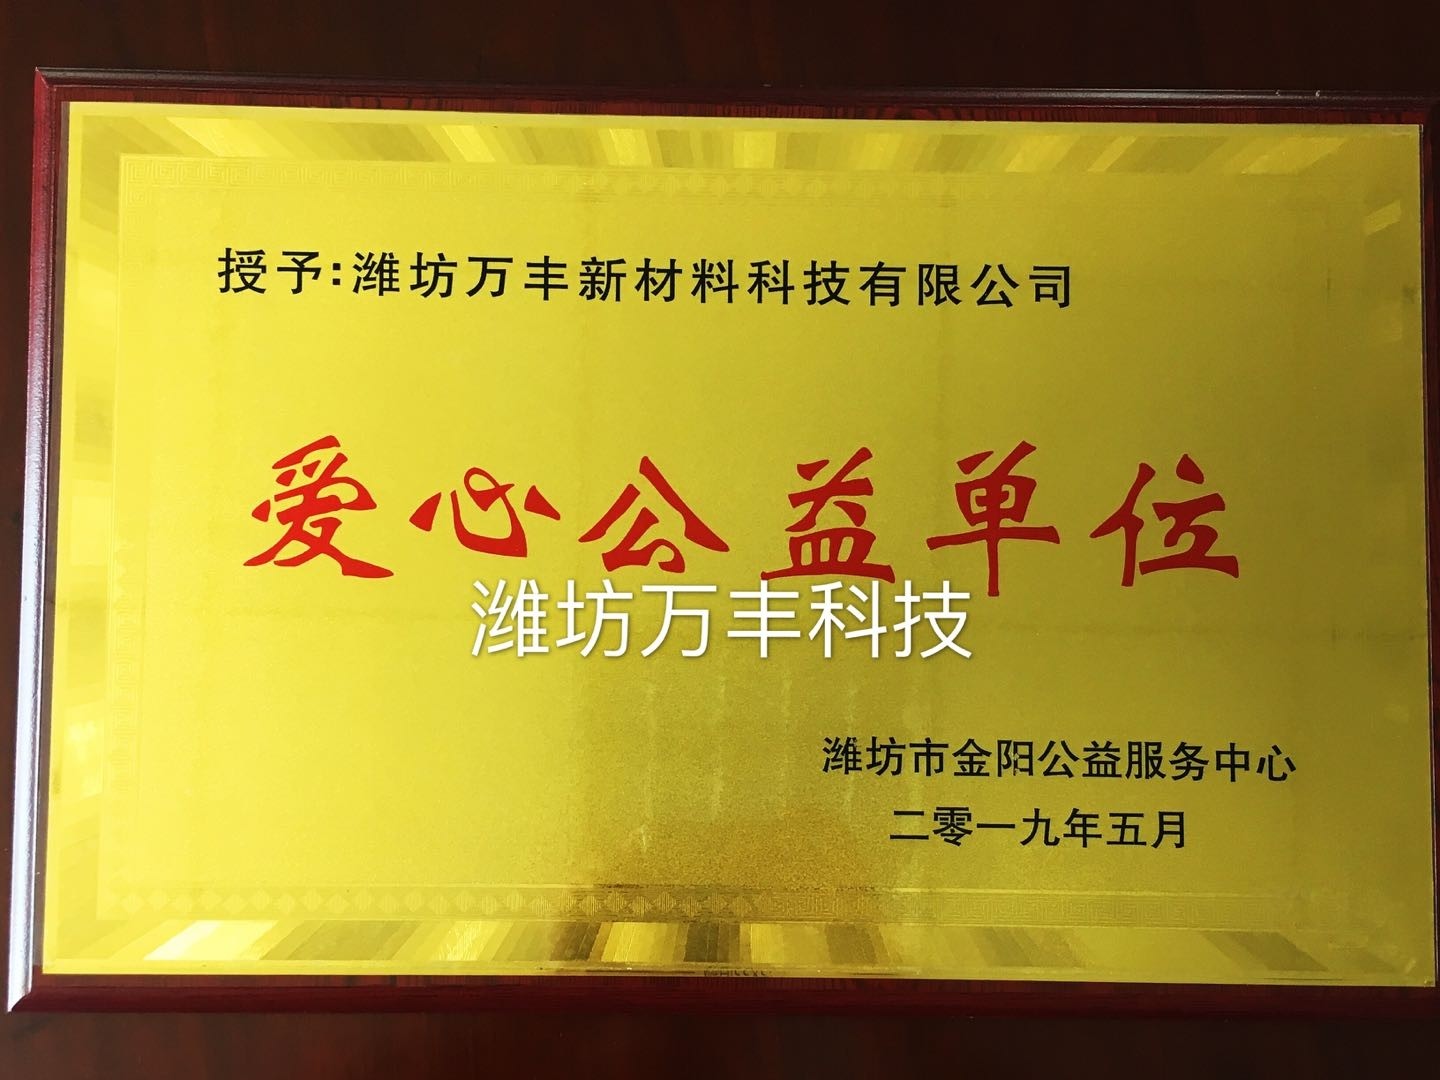 授予:潍坊万丰新材料科技有限公司
爱心公益单位
潍坊万丰科技
潍坊市金阳公益服务中心
二零一九年五月